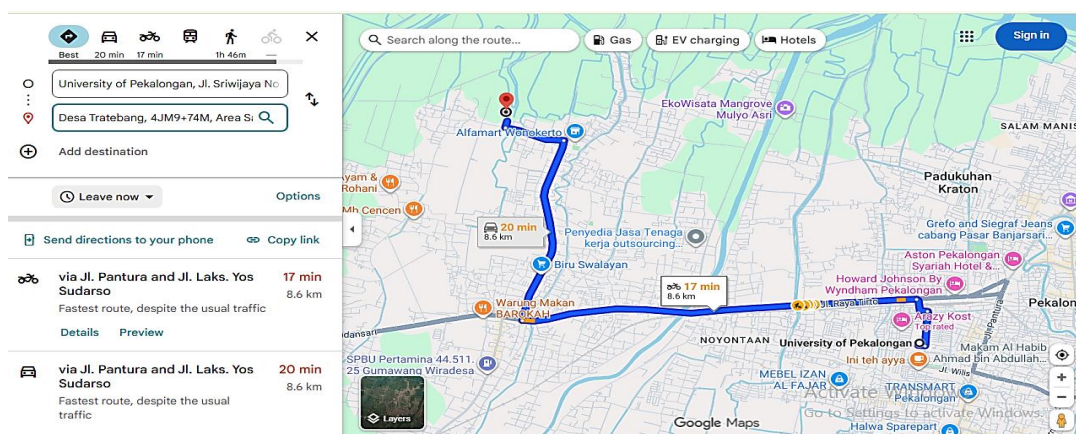 Best
20 min
17 min
1h 46m
University of Pekalongan, Jl. Sriwijaya No
Desa Tratebang, 4JM9+74M, Area S
Add destination
Leave now
Options
Send directions to your phone
Copy link
via Jl. Pantura and Jl. Laks. Yos
Sudarso
17 min
8.6 km
Fastest route, despite the usual traffic
Details
Preview
via Jl. Pantura and Jl. Laks. Yos
Sudarso
20 min
8.6 km
Fastest route, despite the usual
traffic
Search along the route...
Gas
EV charging
Hotels
Sign in
EkoWisata Mangrove
Mulyo Asri
SALAM MANIS
Alfamart Wonokerto
yam &
Rohani
Mh Cencen
Padukuhan
Kraton
20 min
8.6 km
Penyedia Jasa Tenaga
kerja outsourcing...
Grefo and Siegraf Jeans
cabang Pasar Banjarsari...
Aston Pekalongan
Syariah Hotel &...
Biru Swalayan
Howard Johnson By
Wyndham Pekalongan
17 min
8.6 km
Warung Makan
BAROKAH
Jl. Raya Tirto
Pekalon
Arazy Kost
Top rated
ndansari
NOYONTAAN
University of Pekalongan
Makam Al Habib
Ahmad bin Abdullah...
SPBU Pertamina 44.511.
25 Gumawang Wiradesa
Ini teh ayya
Jl. Wilis
MEBEL IZAN
AL FAJAR
TRANSMART
Pekalongan
Activate Windows
Go to Settings to activate Windows.
Layers
Google Maps
Halwa Sparepart